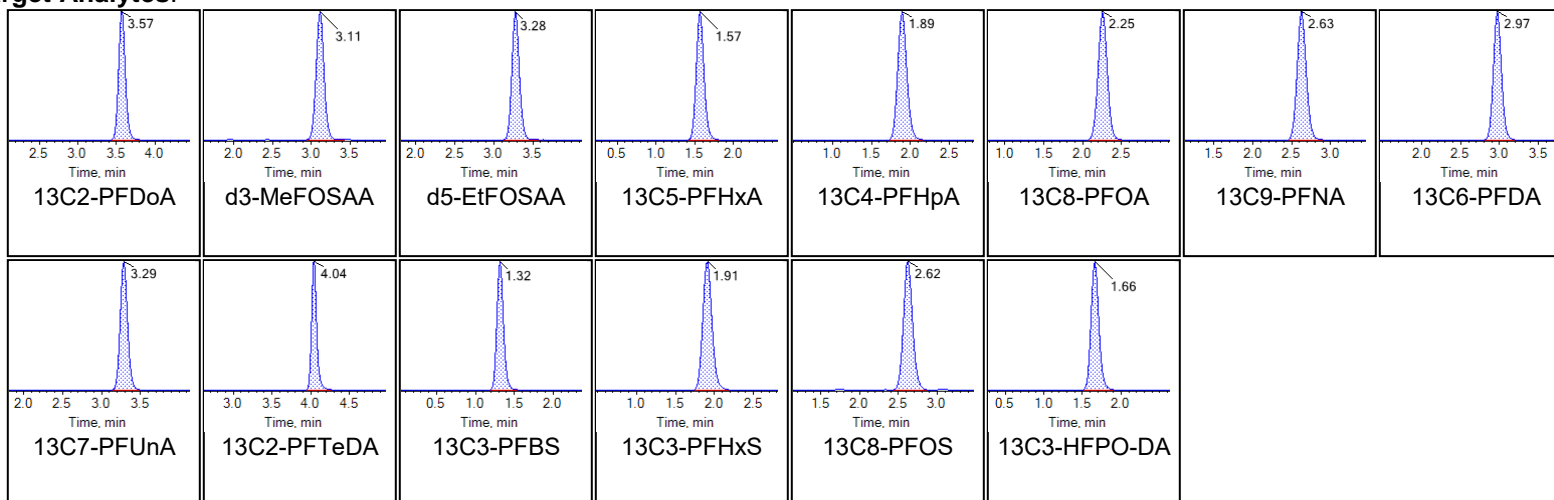 3.57 3.11 3.28 1.57 1.89 2.25 2.63 2.97
2.5 3.0 3.5 4.0 2.0 2.5 3.0 3.5 2.0 2.5 3.0 3.5 0.5 1.0 1.5 2.0 1.0 1.5 2.0 2.5 1.0 1.5 2.0 2.5 1.5 2.0 2.5 3.0 2.0 2.5 3.0 3.5
Time, min Time, min Time, min Time, min Time, min Time, min Time, min Time, min
13C2-PFDoA d3-MeFOSAA d5-EtFOSAA 13C5-PFHxA 13C4-PFHpA 13C8-PFOA 13C9-PFNA 13C6-PFDA
3.29 4.04 1.32 1.91 2.62 1.66
2.0 2.5 3.0 3.5 3.0 3.5 4.0 4.5 0.5 1.0 1.5 2.0 1.0 1.5 2.0 2.5 1.5 2.0 2.5 3.0 0.5 1.0 1.5 2.0
Time, min Time, min Time, min Time, min Time, min Time, min
13C7-PFUnA 13C2-PFTeDA 13C3-PFBS 13C3-PFHxS 13C8-PFOS 13C3-HFPO-DA